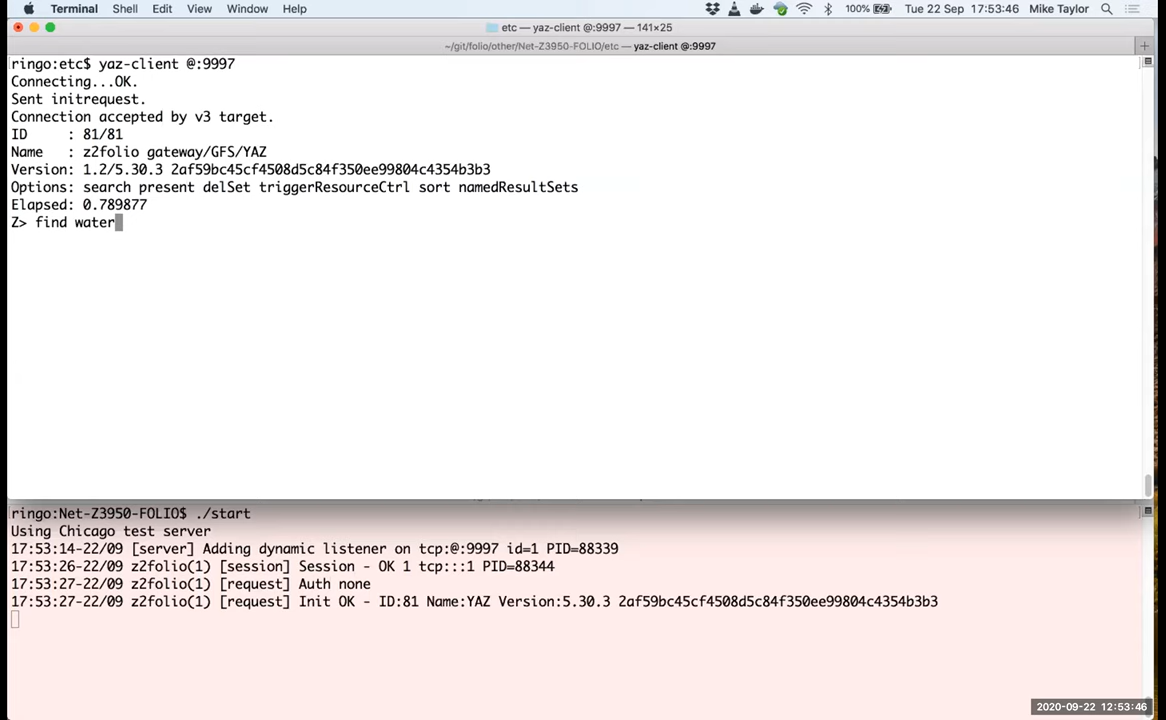 Terminal Shell Edit View Window Help 100% Tue 22 Sep 17:53:46 Mike Taylor
etc — yaz-client @:9997 — 141×25
~/git/folio/other/Net-Z3950-FOLIO/etc — yaz-client @:9997
ringo:etc$ yaz-client @:9997
Connecting...OK.
Sent initrequest.
Connection accepted by v3 target.
ID     : 81/81
Name   : z2folio gateway/GFS/YAZ
Version: 1.2/5.30.3 2af59bc45cf4508d5c84f350ee99804c4354b3b3
Options: search present delSet triggerResourceCtrl sort namedResultSets
Elapsed: 0.789877
Z> find water
ringo:Net-Z3950-FOLIO$ ./start
Using Chicago test server
17:53:14-22/09 [server] Adding dynamic listener on tcp:@:9997 id=1 PID=88339
17:53:26-22/09 z2folio(1) [session] Session - OK 1 tcp:::1 PID=88344
17:53:27-22/09 z2folio(1) [request] Auth none
17:53:27-22/09 z2folio(1) [request] Init OK - ID:81 Name:YAZ Version:5.30.3 2af59bc45cf4508d5c84f350ee99804c4354b3b3
2020-09-22 12:53:46